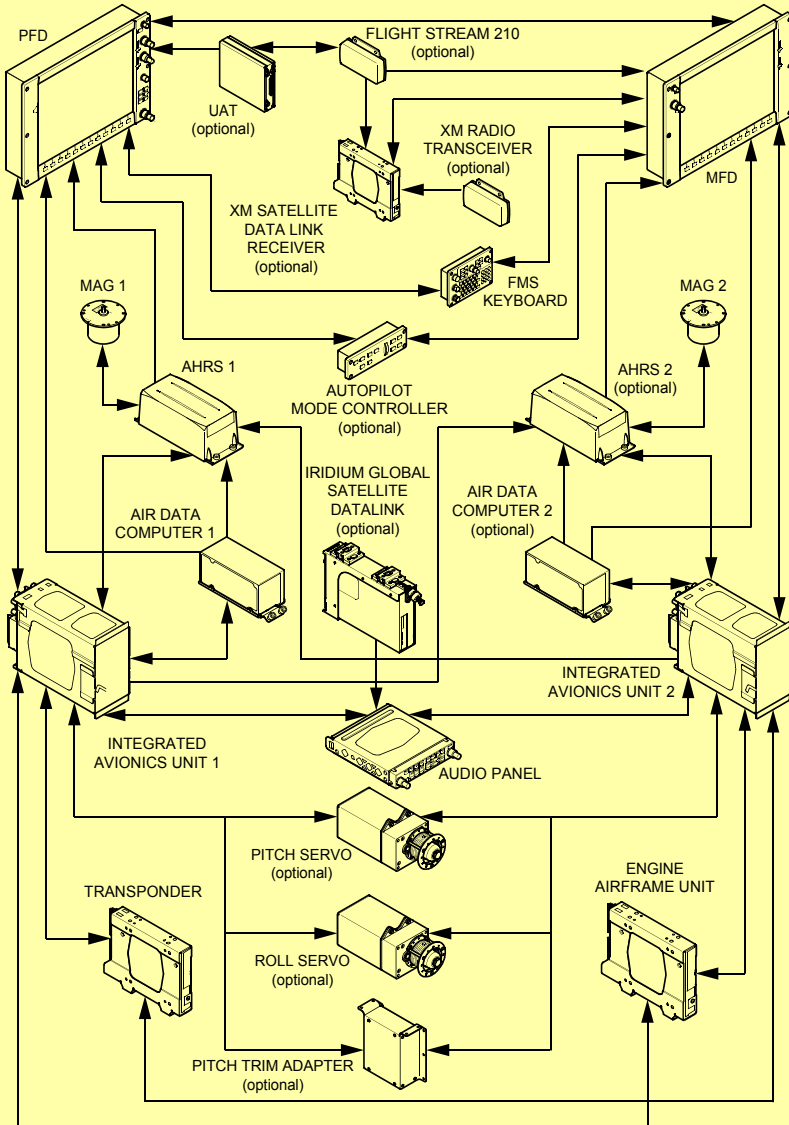 PFD
FLIGHT STREAM 210
(optional)
UAT
(optional)
XM RADIO
TRANSCEIVER
(optional)
MFD
XM SATELLITE
DATA LINK
RECEIVER
(optional)
FMS
KEYBOARD
MAG 1
MAG 2
AHRS 1
AUTOPILOT
MODE CONTROLLER
(optional)
AHRS 2
(optional)
IRIDIUM GLOBAL
SATELLITE
DATALINK
(optional)
AIR DATA
COMPUTER 1
AIR DATA
COMPUTER 2
(optional)
INTEGRATED
AVIONICS UNIT 2
INTEGRATED
AVIONICS UNIT 1
AUDIO PANEL
PITCH SERVO
(optional)
TRANSPONDER
ENGINE
AIRFRAME UNIT
ROLL SERVO
(optional)
PITCH TRIM ADAPTER
(optional)